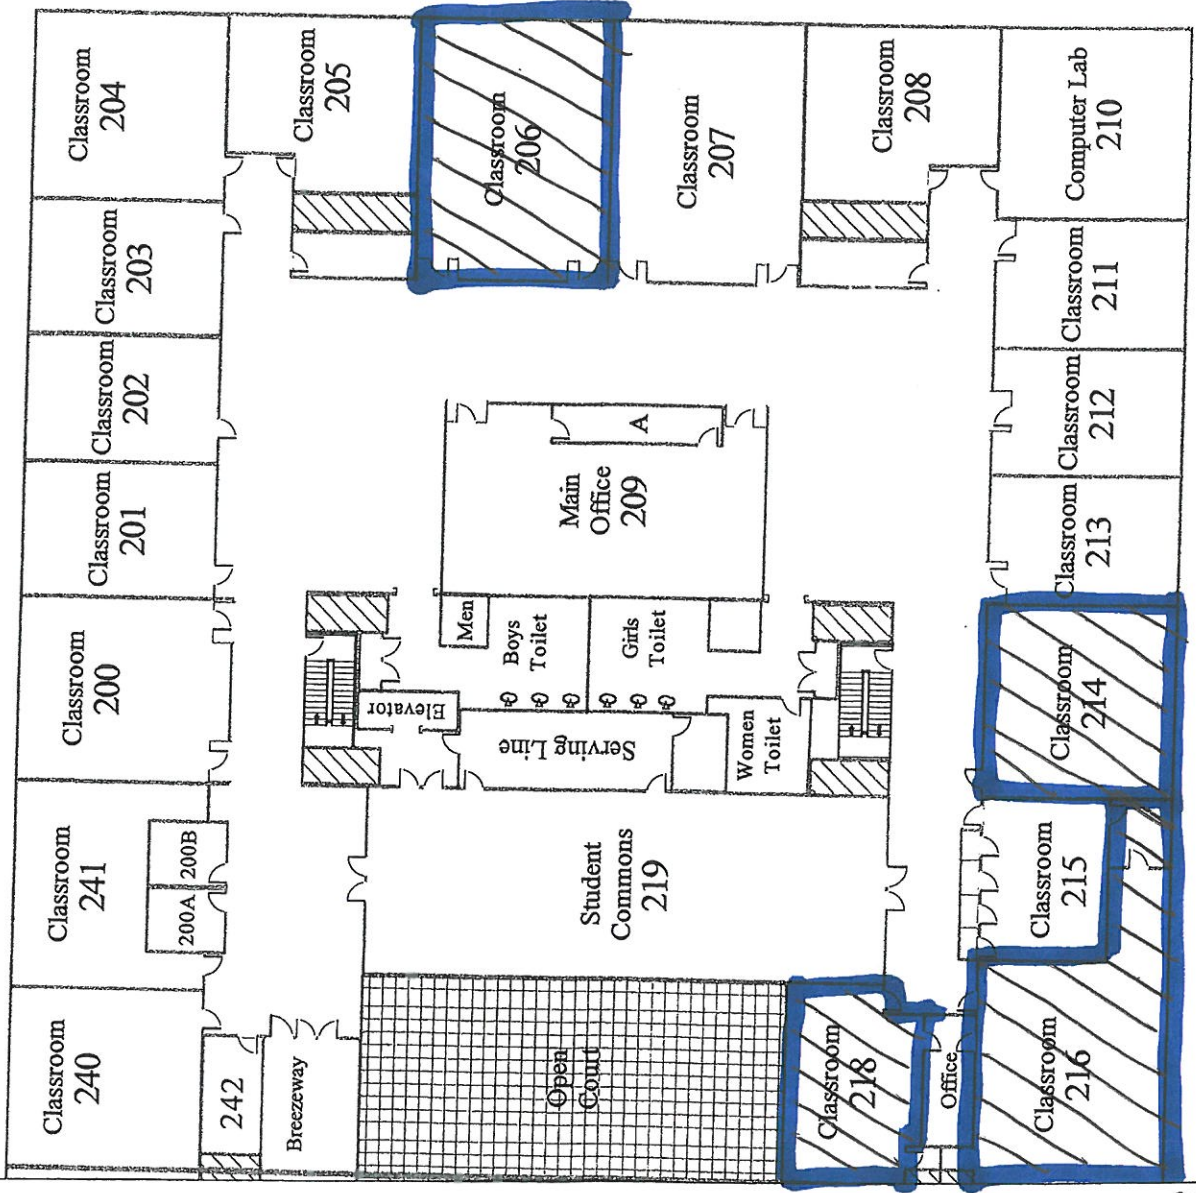 Classroom
204
Classroom
205
Classroom
206
Classroom
207
Classroom
208
Computer Lab
210
Classroom
203
Classroom
211
Classroom
202
Classroom
212
A
Main
Office
209
Classroom
201
Classroom
213
Classroom
200
Men
Boys
Toilet
Girls
Toilet
Elevator
Serving Line
Women
Toilet
Classroom
214
Classroom
241
200B
200A
Student
Commons
219
Classroom
215
Classroom
240
242
Breezeway
Open
Court
Classroom
218
Office
Classroom
216